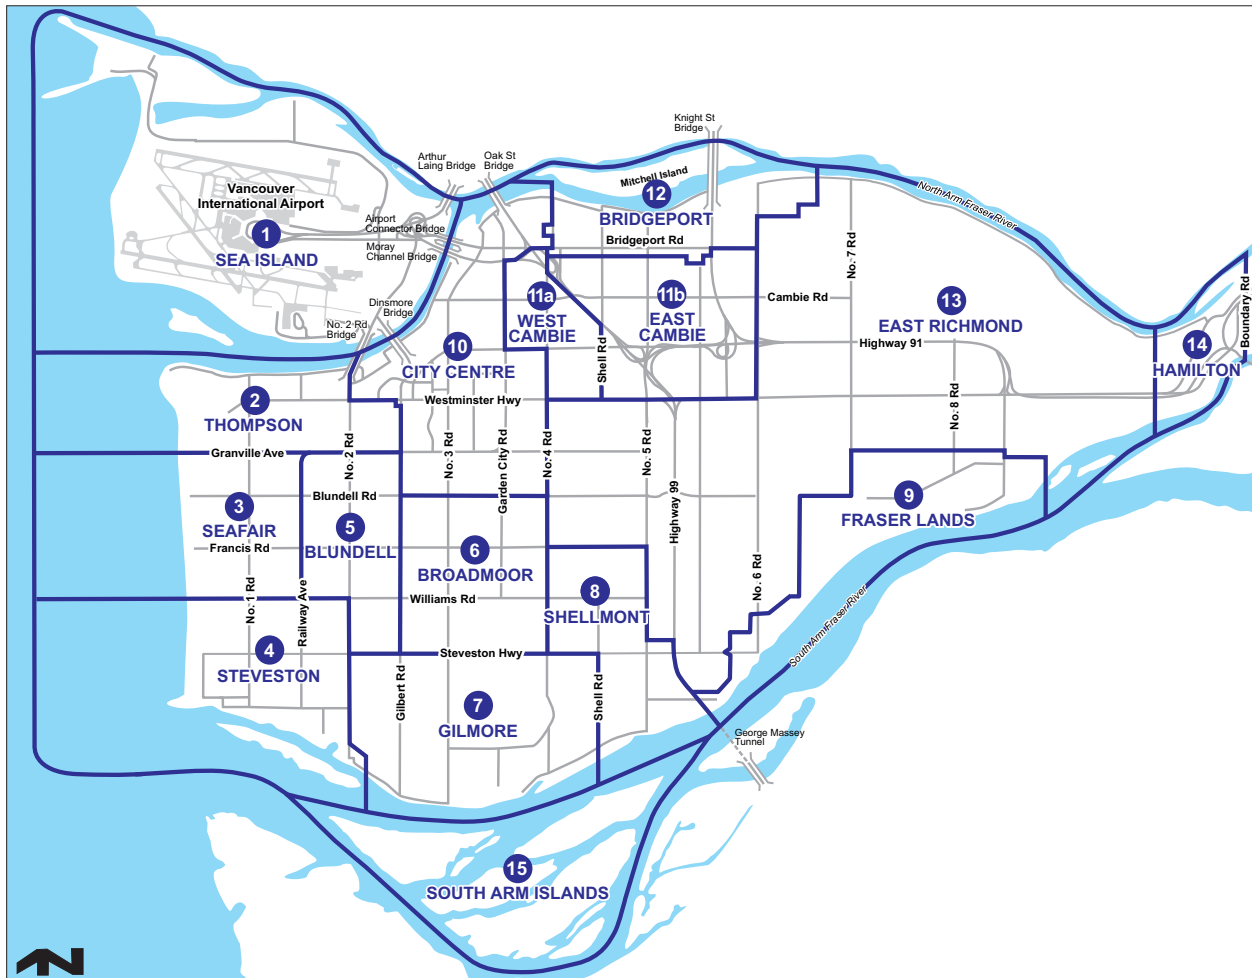 Knight St
Bridge
Arthur
Laing Bridge
Oak St
Bridge
Mitchell Island
12
BRIDGEPORT
Vancouver
International Airport
North Arm Fraser River
1
SEA ISLAND
Airport
Connector Bridge
Moray
Channel Bridge
Bridgeport Rd
No. 7 Rd
Dinsmore
Bridge
No. 2 Rd
Bridge
11a
WEST
CAMBIE
11b
EAST
CAMBIE
Cambie Rd
13
EAST RICHMOND
Boundary Rd
10
CITY CENTRE
Shell Rd
Highway 91
14
HAMILTON
2
THOMPSON
Westminster Hwy
No. 8 Rd
Granville Ave
No. 2 Rd
No. 3 Rd
Garden City Rd
No. 4 Rd
No. 5 Rd
Highway 99
Blundell Rd
3
SEAFAIR
5
BLUNDELL
9
FRASER LANDS
Francis Rd
6
BROADMOOR
No. 6 Rd
No. 1 Rd
Railway Ave
Williams Rd
8
SHELLMONT
South Arm Fraser River
4
STEVESTON
Steveston Hwy
Gilbert Rd
7
GILMORE
Shell Rd
George Massey
Tunnel
15
SOUTH ARM ISLANDS
N